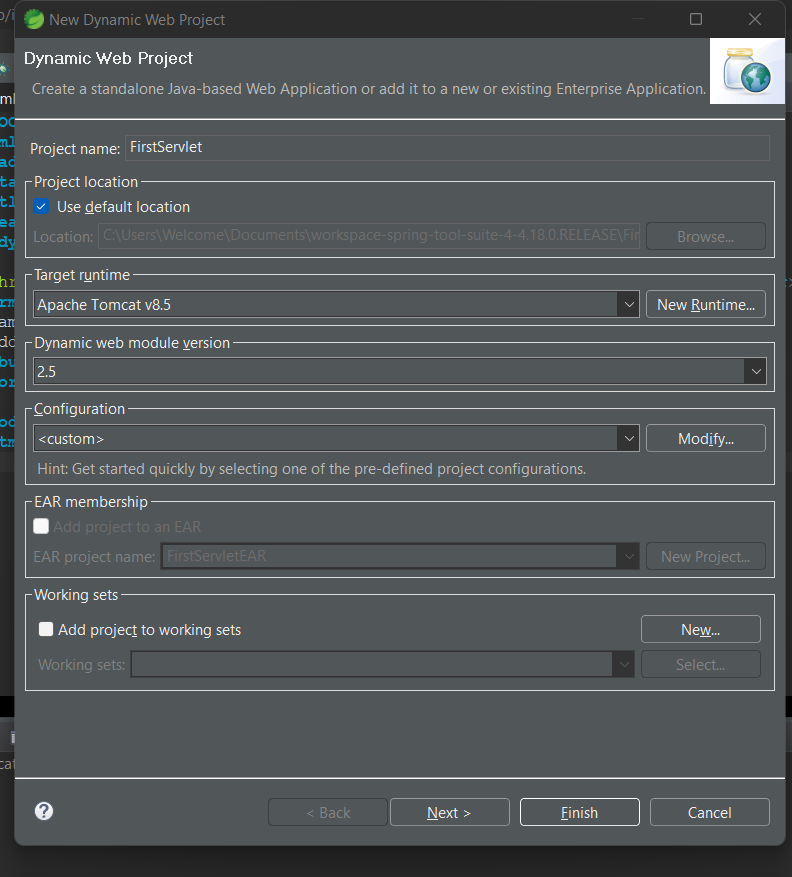 New Dynamic Web Project
Dynamic Web Project
Create a standalone Java-based Web Application or add it to a new or existing Enterprise Application.
Project name: FirstServlet
Project location
Use default location
Location: C:\Users\Welcome\Documents\workspace-spring-tool-suite-4-4.18.0.RELEASE\Fir Browse...
Target runtime
Apache Tomcat v8.5 New Runtime...
Dynamic web module version
2.5
Configuration
<custom> Modify...
Hint: Get started quickly by selecting one of the pre-defined project configurations.
EAR membership
Add project to an EAR
EAR project name: FirstServletEAR New Project...
Working sets
Add project to working sets New...
Working sets: Select...
? < Back Next > Finish Cancel